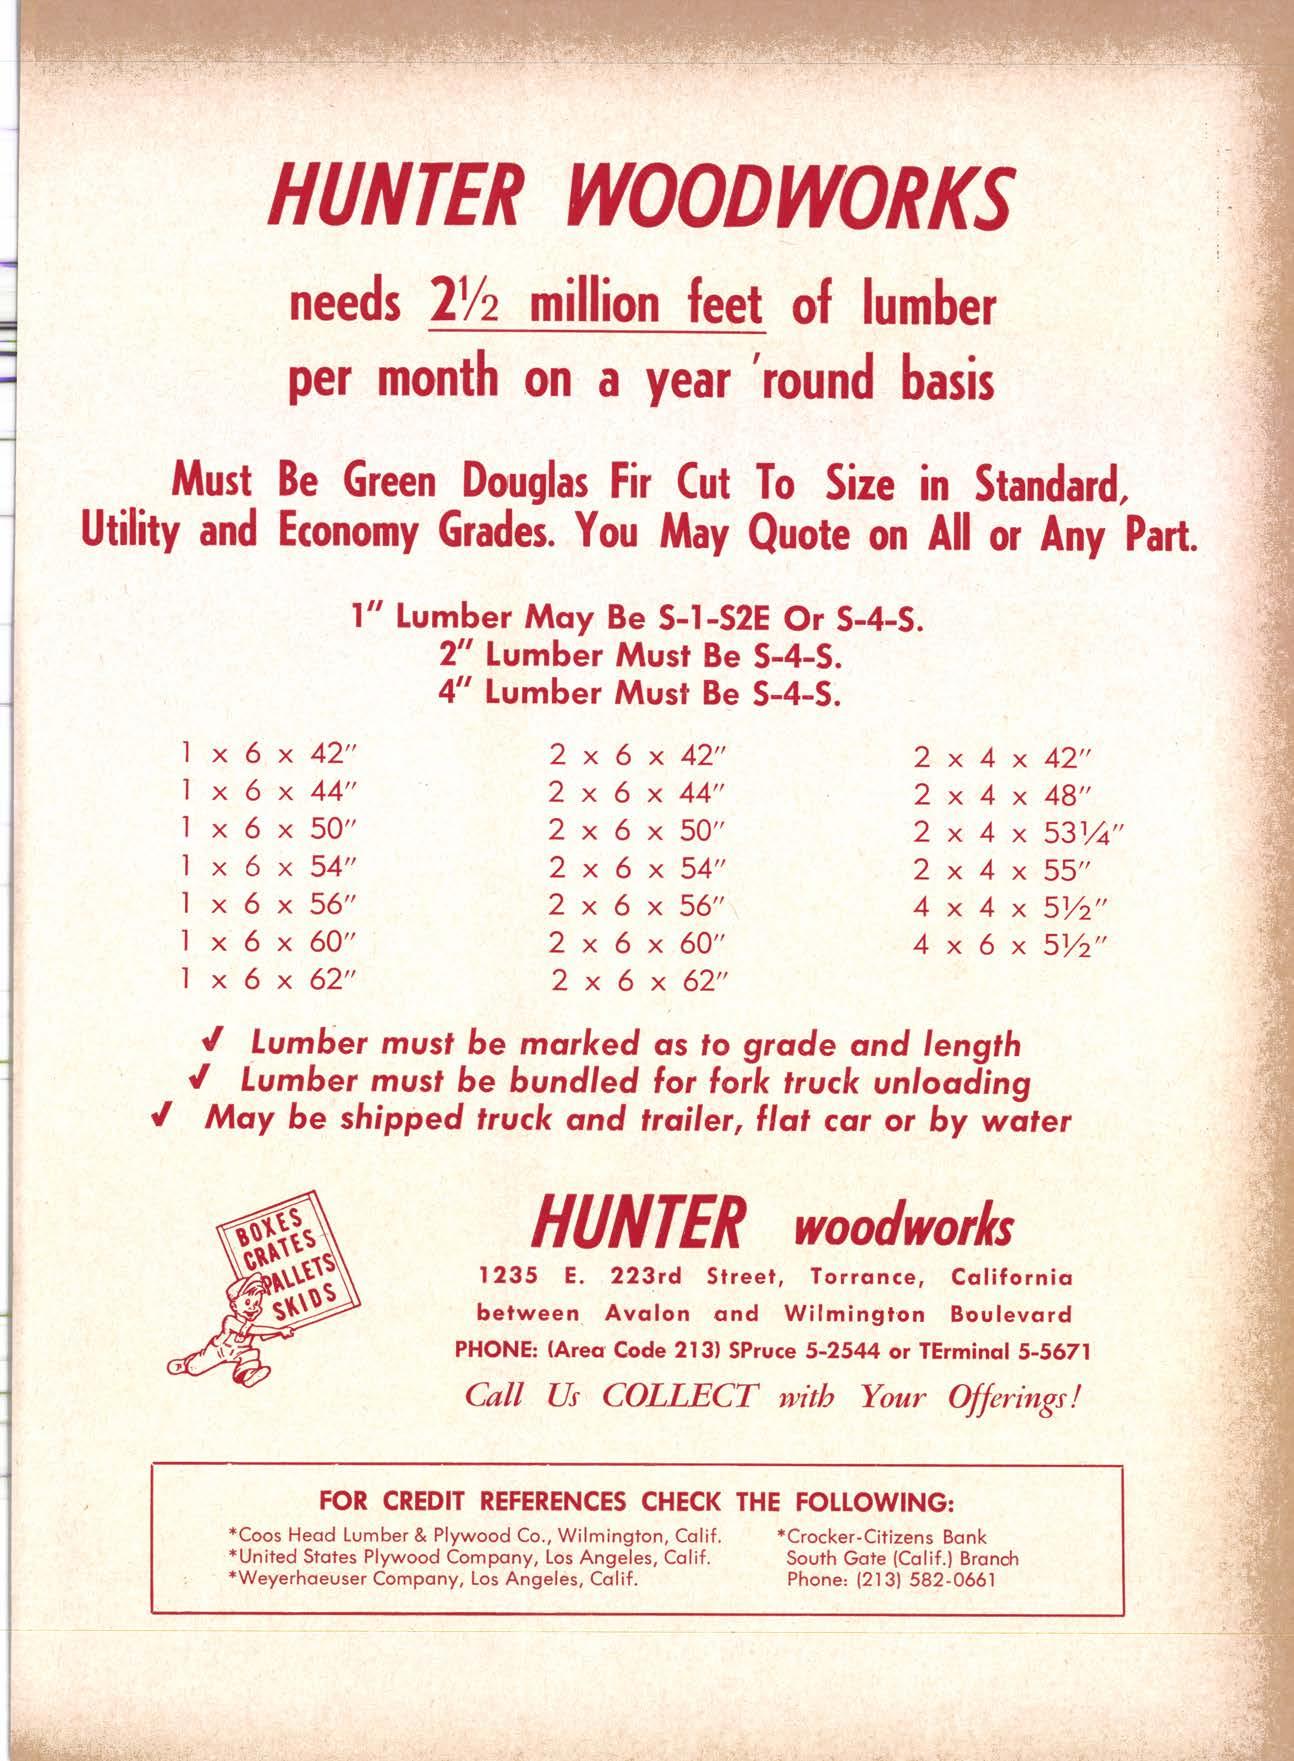 HUNTER WOODWORKS
needs 2½ million feet of lumber
per month on a year 'round basis
Must Be Green Douglas Fir Cut To Size in Standard,
Utility and Economy Grades. You May Quote on All or Any Part.
1" Lumber May Be S-1-S2E Or S-4-S.
2" Lumber Must Be S-4-S.
4" Lumber Must Be S-4-S.
1 x 6 x 42"
1 x 6 x 44"
1 x 6 x 50"
1 x 6 x 54"
1 x 6 x 56"
1 x 6 x 60"
1 x 6 x 62"
2 x 6 x 42"
2 x 6 x 44"
2 x 6 x 50"
2 x 6 x 54"
2 x 6 x 56"
2 x 6 x 60"
2 x 6 x 62"
2 x 4 x 42"
2 x 4 x 48"
2 x 4 x 53¼"
2 x 4 x 55"
4 x 4 x 5½"
4 x 6 x 5½"
✓ Lumber must be marked as to grade and length
✓ Lumber must be bundled for fork truck unloading
✓ May be shipped truck and trailer, flat car or by water
BOXES
CRATES
PALLETS
SKIDS
HUNTER woodworks
1235 E. 223rd Street, Torrance, California
between Avalon and Wilmington Boulevard
PHONE: (Area Code 213) SPruce 5-2544 or TErminal 5-5671
Call Us COLLECT with Your Offerings!
FOR CREDIT REFERENCES CHECK THE FOLLOWING:
*Coos Head Lumber & Plywood Co., Wilmington, Calif.
*United States Plywood Company, Los Angeles, Calif.
*Weyerhaeuser Company, Los Angeles, Calif.
*Crocker-Citizens Bank
South Gate (Calif.) Branch
Phone: (213) 582-0661